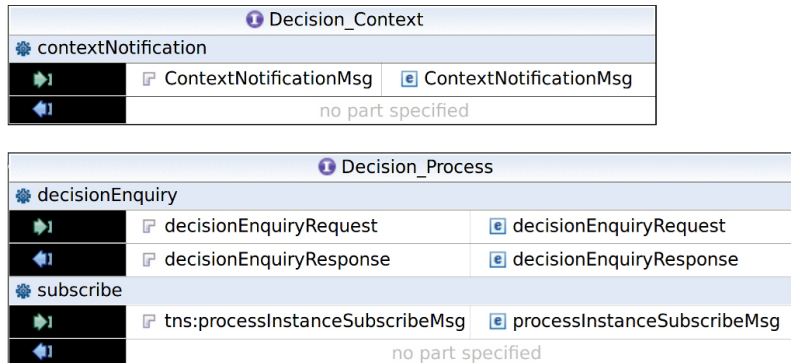 Decision_Context
contextNotification
ContextNotificationMsg ContextNotificationMsg
no part specified
Decision_Process
decisionEnquiry
decisionEnquiryRequest decisionEnquiryRequest
decisionEnquiryResponse decisionEnquiryResponse
subscribe
tns:processInstanceSubscribeMsg processInstanceSubscribeMsg
no part specified